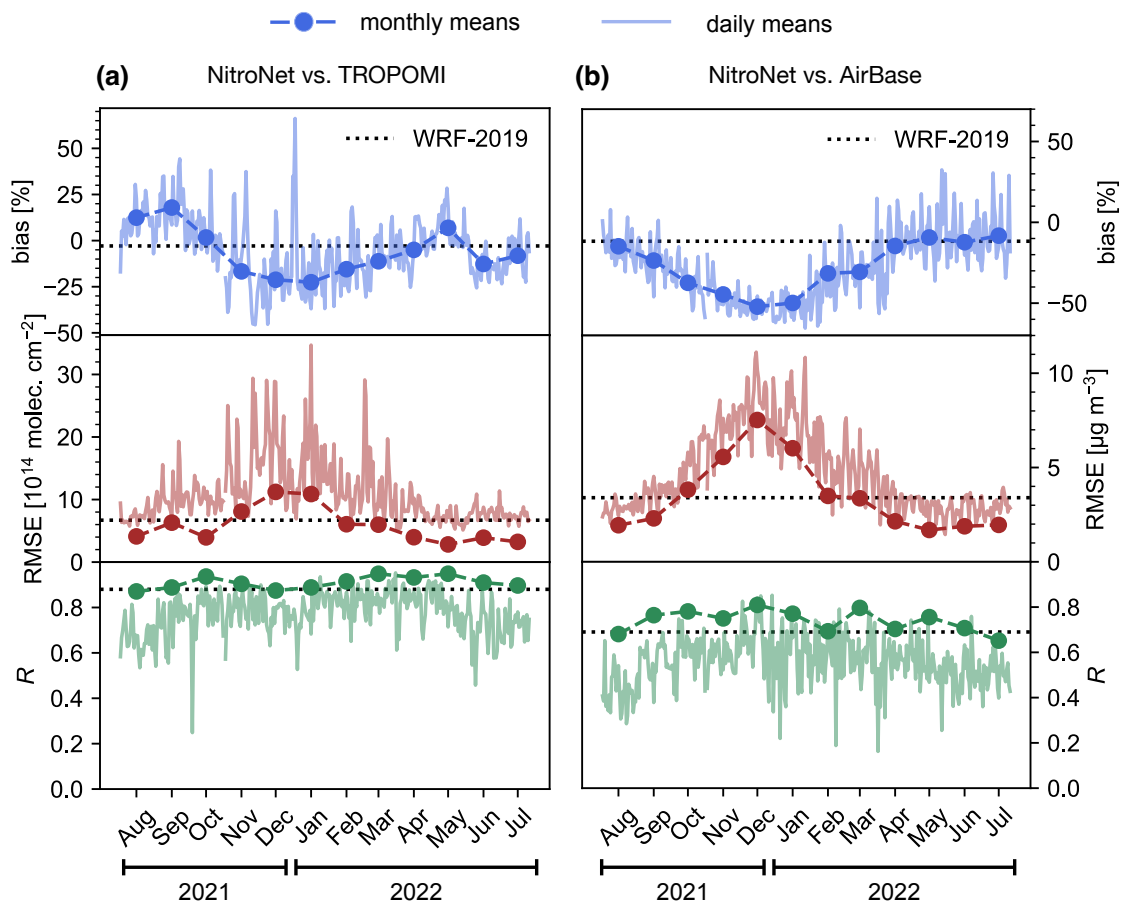 monthly means daily means
(a) NitroNet vs. TROPOMI (b) NitroNet vs. AirBase
WRF-2019
bias [%]
50
25
0
−25
−50
RMSE [10¹⁴ molec. cm⁻²]
30
20
10
0
R
0.8
0.6
0.4
0.2
0.0
Aug Sep Oct Nov Dec Jan Feb Mar Apr May Jun Jul
2021 2022
WRF-2019
bias [%]
50
0
−50
RMSE [µg m⁻³]
10
5
0
R
0.8
0.6
0.4
0.2
0.0
Aug Sep Oct Nov Dec Jan Feb Mar Apr May Jun Jul
2021 2022